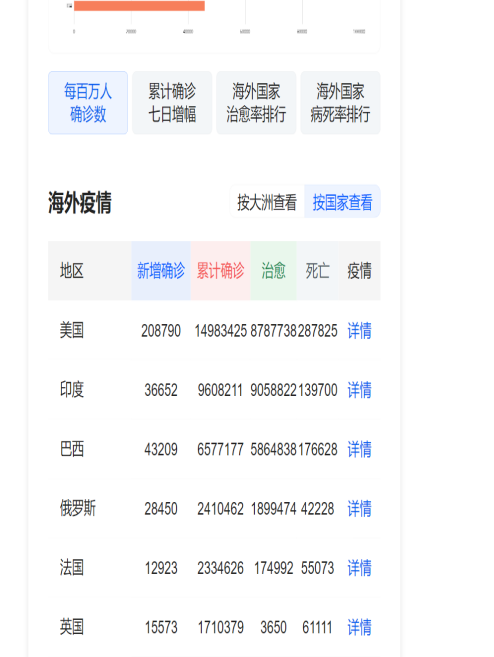 0 20000 40000 60000 80000 100000
每百万人
确诊数
累计确诊
七日增幅
海外国家
治愈率排行
海外国家
病死率排行
海外疫情 按大洲查看 按国家查看
地区 新增确诊 累计确诊 治愈 死亡 疫情
美国 208790 14983425 8787738 287825 详情
印度 36652 9608211 9058822 139700 详情
巴西 43209 6577177 5864838 176628 详情
俄罗斯 28450 2410462 1899474 42228 详情
法国 12923 2334626 174992 55073 详情
英国 15573 1710379 3650 61111 详情